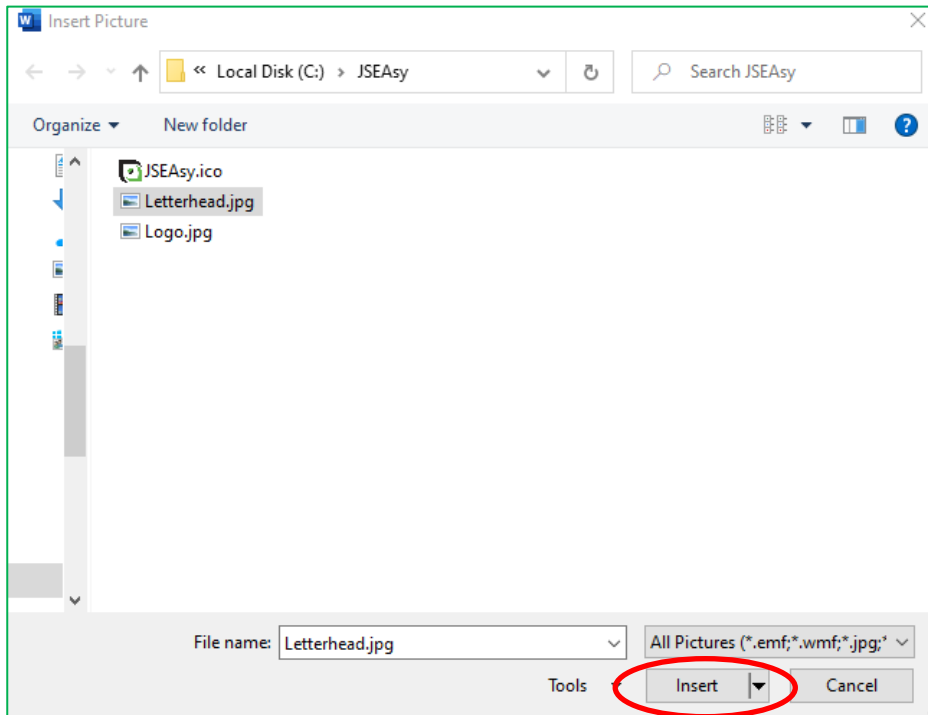 W Insert Picture
« Local Disk (C:) › JSEAsy Search JSEAsy
Organize New folder ?
JSEAsy.ico
Letterhead.jpg
Logo.jpg
File name: Letterhead.jpg All Pictures (*.emf;*.wmf;*.jpg;*
Tools Insert Cancel